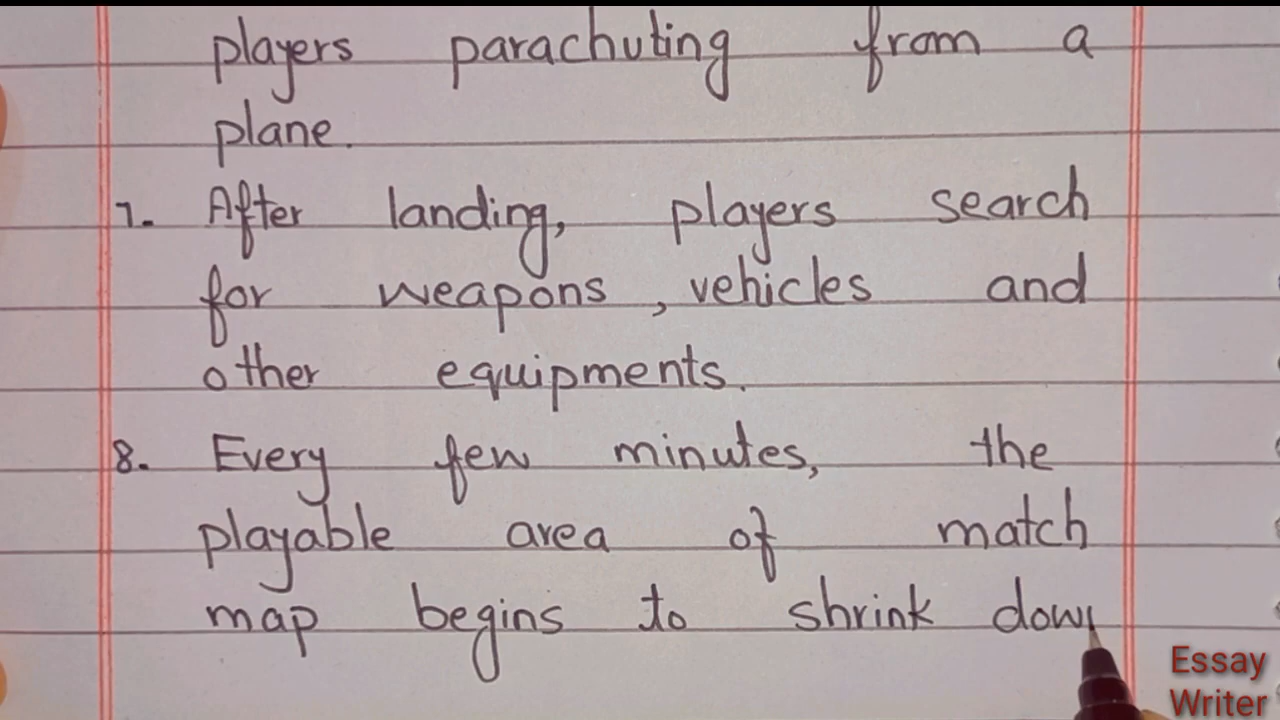 players parachuting from a
plane.
7. After landing, players search
for weapons, vehicles and
other equipments.
8. Every few minutes, the
playable area of match
map begins to shrink
Essay
Writer